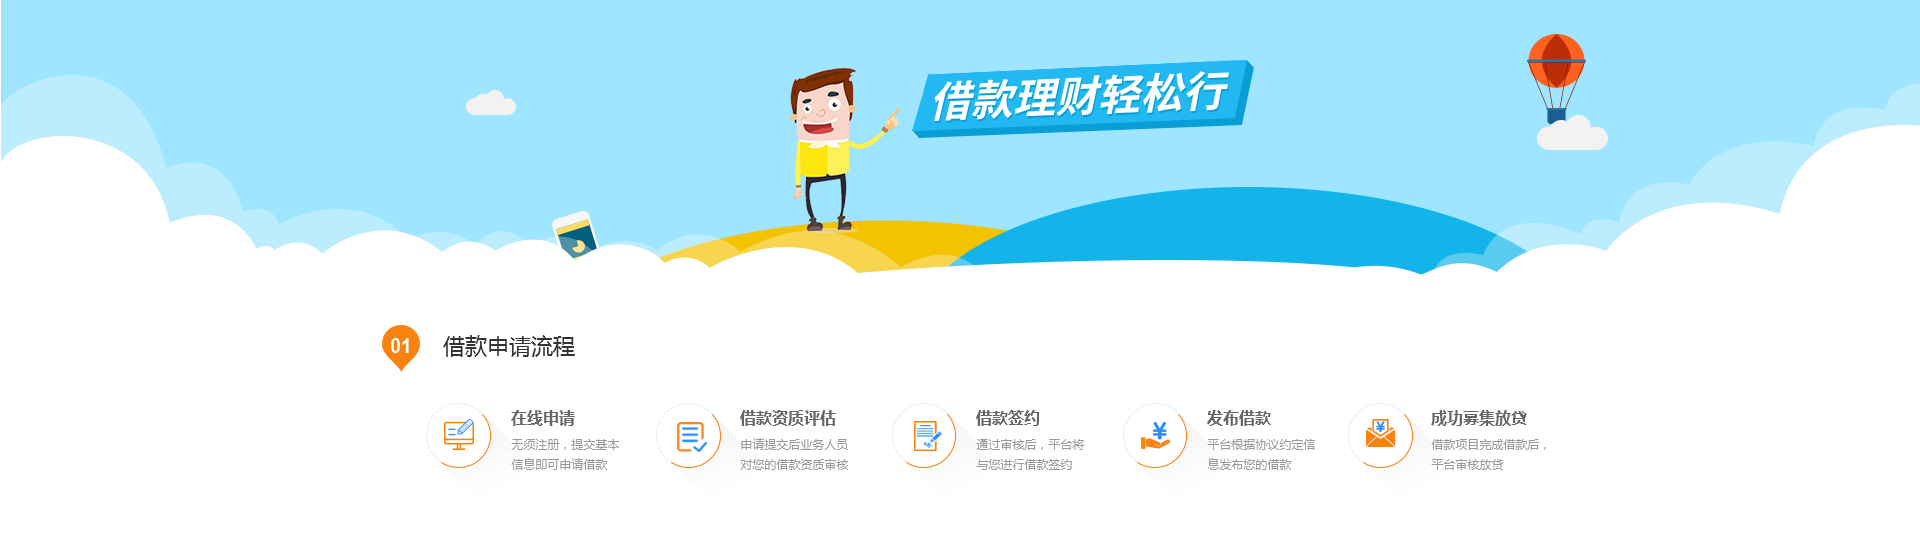 借款理财轻松行
01
借款申请流程
在线申请
无须注册，提交基本
信息即可申请借款
借款资质评估
申请提交后业务人员
对您的借款资质审核
借款签约
通过审核后，平台将
与您进行借款签约
发布借款
平台根据协议约定信
息发布您的借款
成功募集放贷
借款项目完成借款后，
平台审核放贷